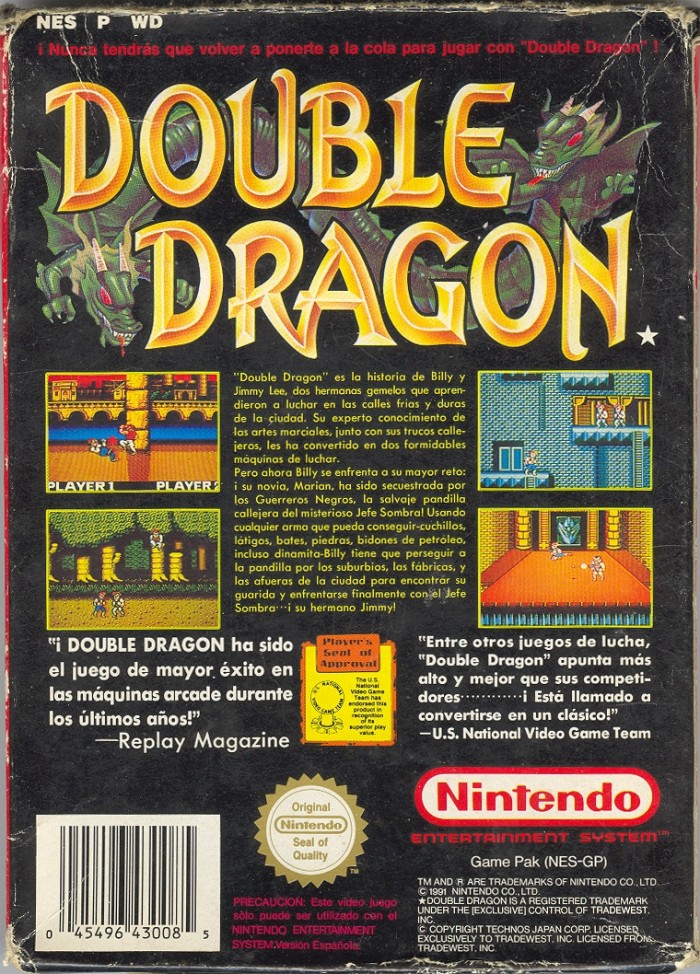 NES P WD
¡ Nunca tendrás que volver a ponerte a la cola para jugar con "Double Dragon" !
DOUBLE
DRAGON
★
PLAYER1 PLAYER2
"Double Dragon" es la historia de Billy y
Jimmy Lee, dos hermanas gemelos que apren-
dieron a luchar en las calles frias y duras
de la ciudad. Su experto conocimiento de
las artes marciales, junto con sus trucos calle-
jeros, les ha convertido en dos formidables
máquinas de luchar.
Pero ahora Billy se enfrenta a su mayor reto:
¡ su novia, Marian, ha sido secuestrada por
los Guerreros Negros, la salvaje pandilla
callejera del misterioso Jefe Sombra! Usando
cualquier arma que pueda conseguir-cuchillos,
látigos, bates, piedras, bidones de petróleo,
incluso dinamita-Billy tiene que perseguir a
la pandilla por los suburbios, las fábricas, y
las afueras de la ciudad para encontrar su
guarida y enfrentarse finalmente con el Jefe
Sombra···¡ su hermano Jimmy!
"¡ DOUBLE DRAGON ha sido
el juego de mayor éxito en
las máquinas arcade durante
los últimos años!"
—Replay Magazine
Player's
Seal of
Approval
U.S. NATIONAL
VIDEO GAME TEAM
The U.S.
National
Video Game
Team has
endorsed this
product in
recognition
of its
superior play
value.
"Entre otros juegos de lucha,
"Double Dragon" apunta más
alto y mejor que sus competi-
dores···········¡ Está llamado a
convertirse en un clásico!"
—U.S. National Video Game Team
Original
Nintendo
Seal of
Quality
TM
Nintendo
ENTERTAINMENT SYSTEM™
Game Pak (NES-GP)
0 45496 43008 5
PRECAUCION: Este video juego
sólo puede ser utilizado con el
NINTENDO ENTERTAINMENT
SYSTEM.Versión Española.
TM AND ® ARE TRADEMARKS OF NINTENDO CO., LTD.
© 1991 NINTENDO CO., LTD.
★DOUBLE DRAGON IS A REGISTERED TRADEMARK
UNDER THE [EXCLUSIVE] CONTROL OF TRADEWEST,
INC.
© COPYRIGHT TECHNOS JAPAN CORP. LICENSED
EXCLUSIVELY TO TRADEWEST, INC. LICENSED FROM
TRADEWEST, INC.